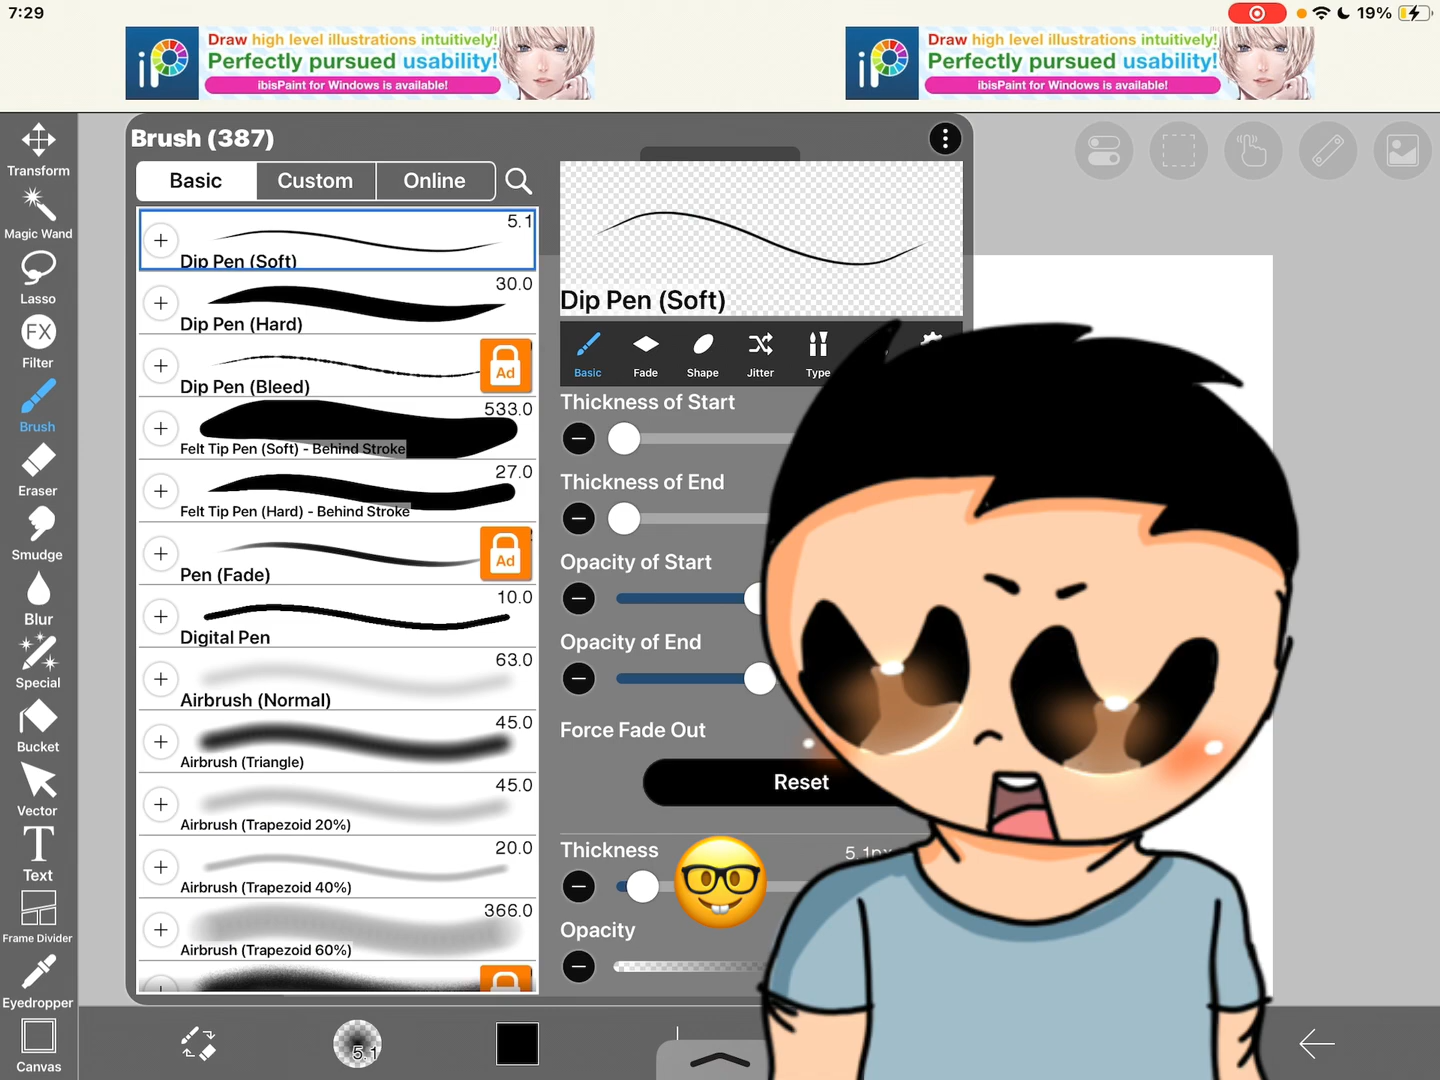 7:29
19%
Draw high level illustrations intuitively!
Perfectly pursued usability!
ibisPaint for Windows is available!
Draw high level illustrations intuitively!
Perfectly pursued usability!
ibisPaint for Windows is available!
Transform
Magic Wand
Lasso
FX
Filter
Brush
Eraser
Smudge
Blur
Special
Bucket
Vector
T
Text
Frame Divider
Eyedropper
Canvas
Brush (387)
Basic Custom Online
5.1
Dip Pen (Soft)
30.0
Dip Pen (Hard)
Ad
Dip Pen (Bleed)
533.0
Felt Tip Pen (Soft) - Behind Stroke
27.0
Felt Tip Pen (Hard) - Behind Stroke
Ad
Pen (Fade)
10.0
Digital Pen
63.0
Airbrush (Normal)
45.0
Airbrush (Triangle)
45.0
Airbrush (Trapezoid 20%)
20.0
Airbrush (Trapezoid 40%)
366.0
Airbrush (Trapezoid 60%)
Dip Pen (Soft)
Basic Fade Shape Jitter Type
Thickness of Start
Thickness of End
Opacity of Start
Opacity of End
Force Fade Out
Reset
Thickness 5.1px
Opacity
5.1